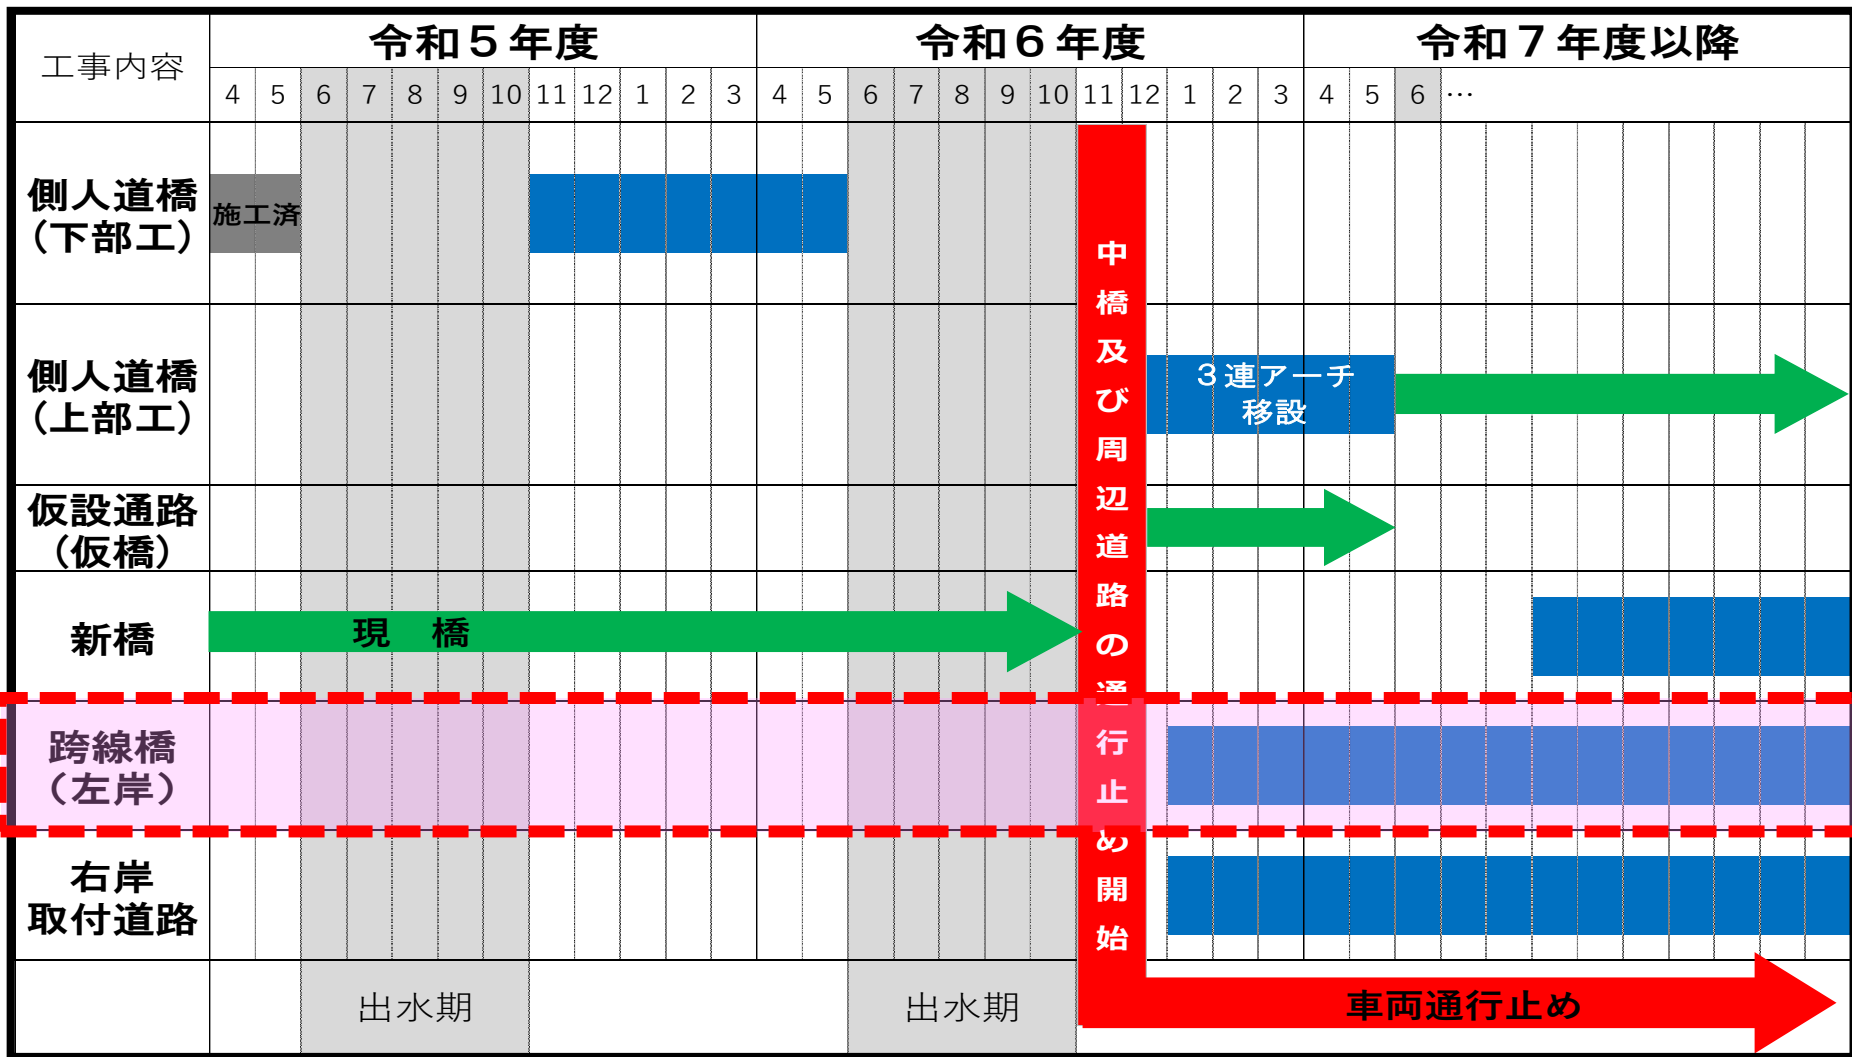 工事内容
令和５年度
令和６年度
令和７年度以降
4 5 6 7 8 9 10 11 12 1 2 3 4 5 6 7 8 9 10 11 12 1 2 3 4 5 6 …
側人道橋
（下部工）
施工済
側人道橋
（上部工）
３連アーチ
移設
仮設通路
（仮橋）
新橋
現　橋
跨線橋
（左岸）
右岸
取付道路
中橋及び周辺道路の通行止め開始
出水期
出水期
車両通行止め